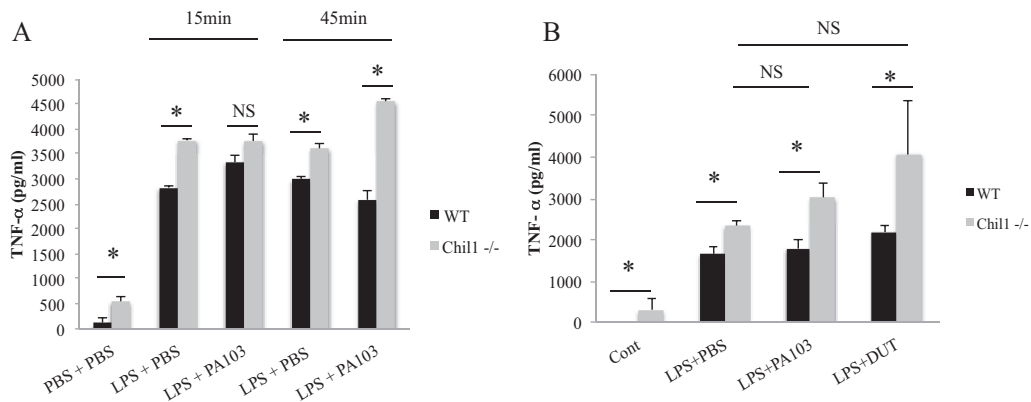 A
15min
45min
TNF-α (pg/ml)
5000
4500
4000
3500
3000
2500
2000
1500
1000
500
0
*
*
NS
*
*
PBS + PBS
LPS + PBS
LPS + PA103
LPS + PBS
LPS + PA103
WT
Chil1 -/-
B
NS
NS
TNF- α (pg/ml)
6000
5000
4000
3000
2000
1000
0
*
*
*
*
Cont
LPS+PBS
LPS+PA103
LPS+DUT
WT
Chil1 -/-